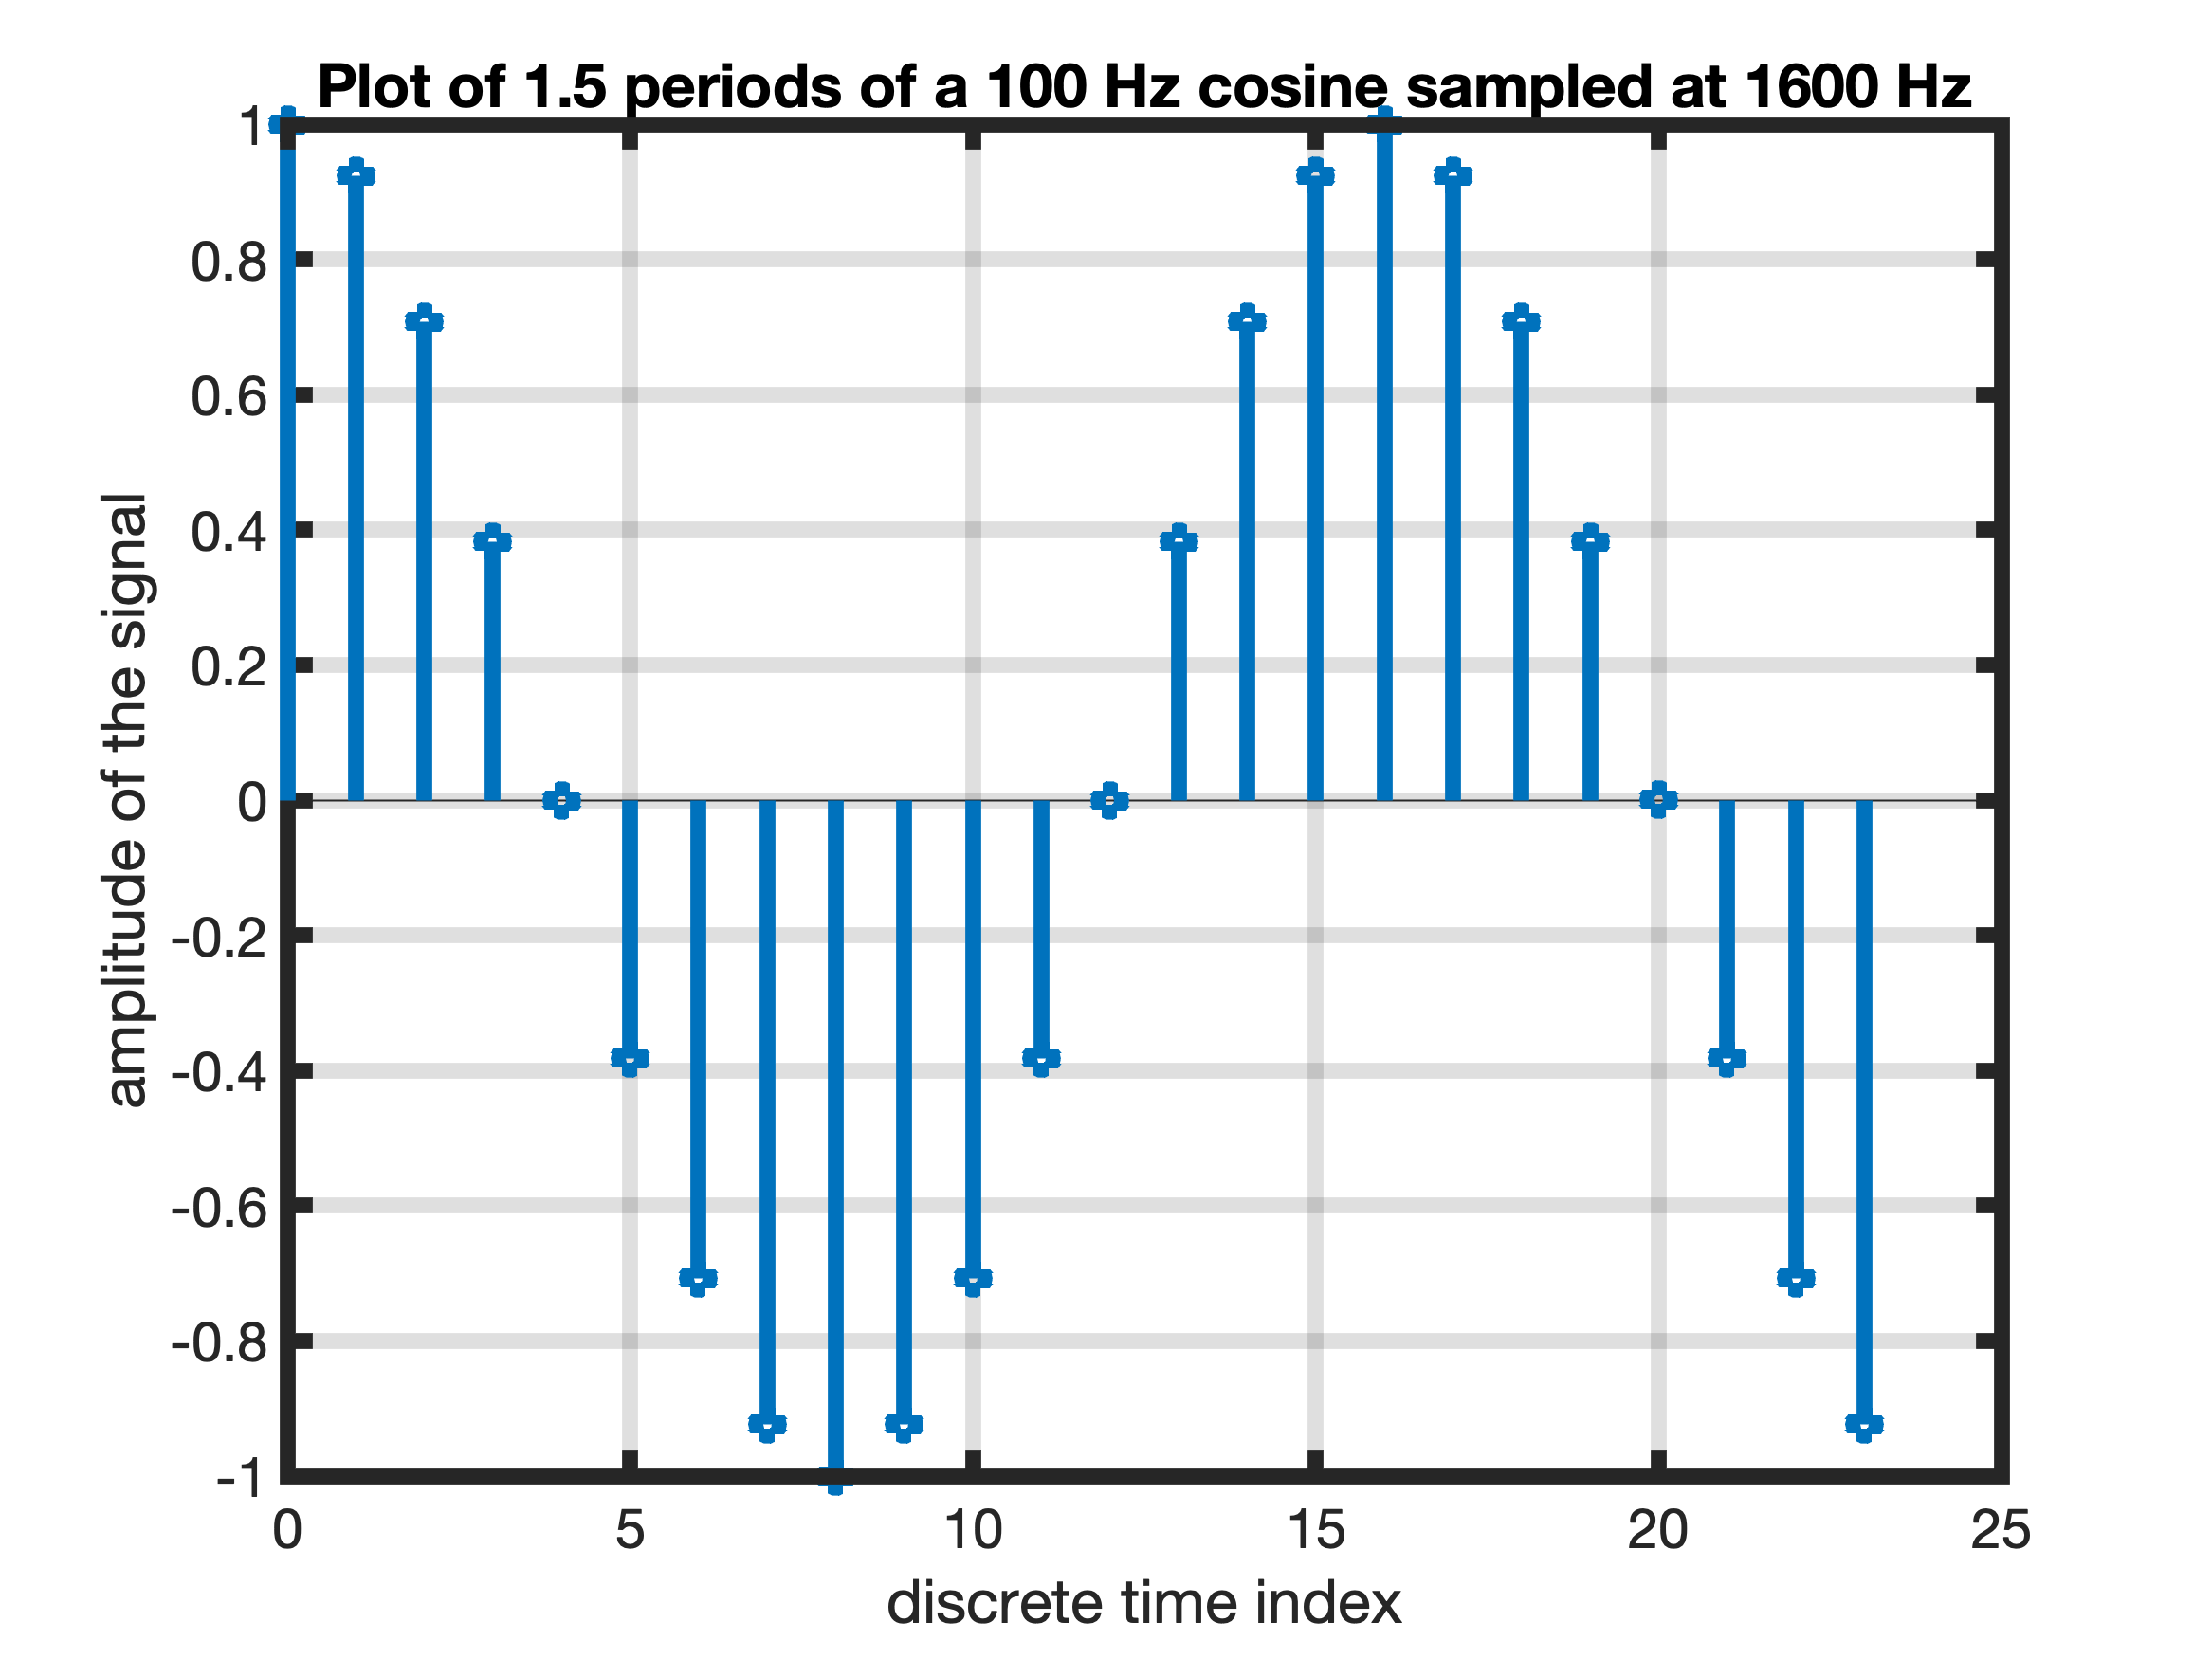 Plot of 1.5 periods of a 100 Hz cosine sampled at 1600 Hz
1
0.8
0.6
0.4
0.2
0
-0.2
-0.4
-0.6
-0.8
-1
amplitude of the signal
0 5 10 15 20 25
discrete time index